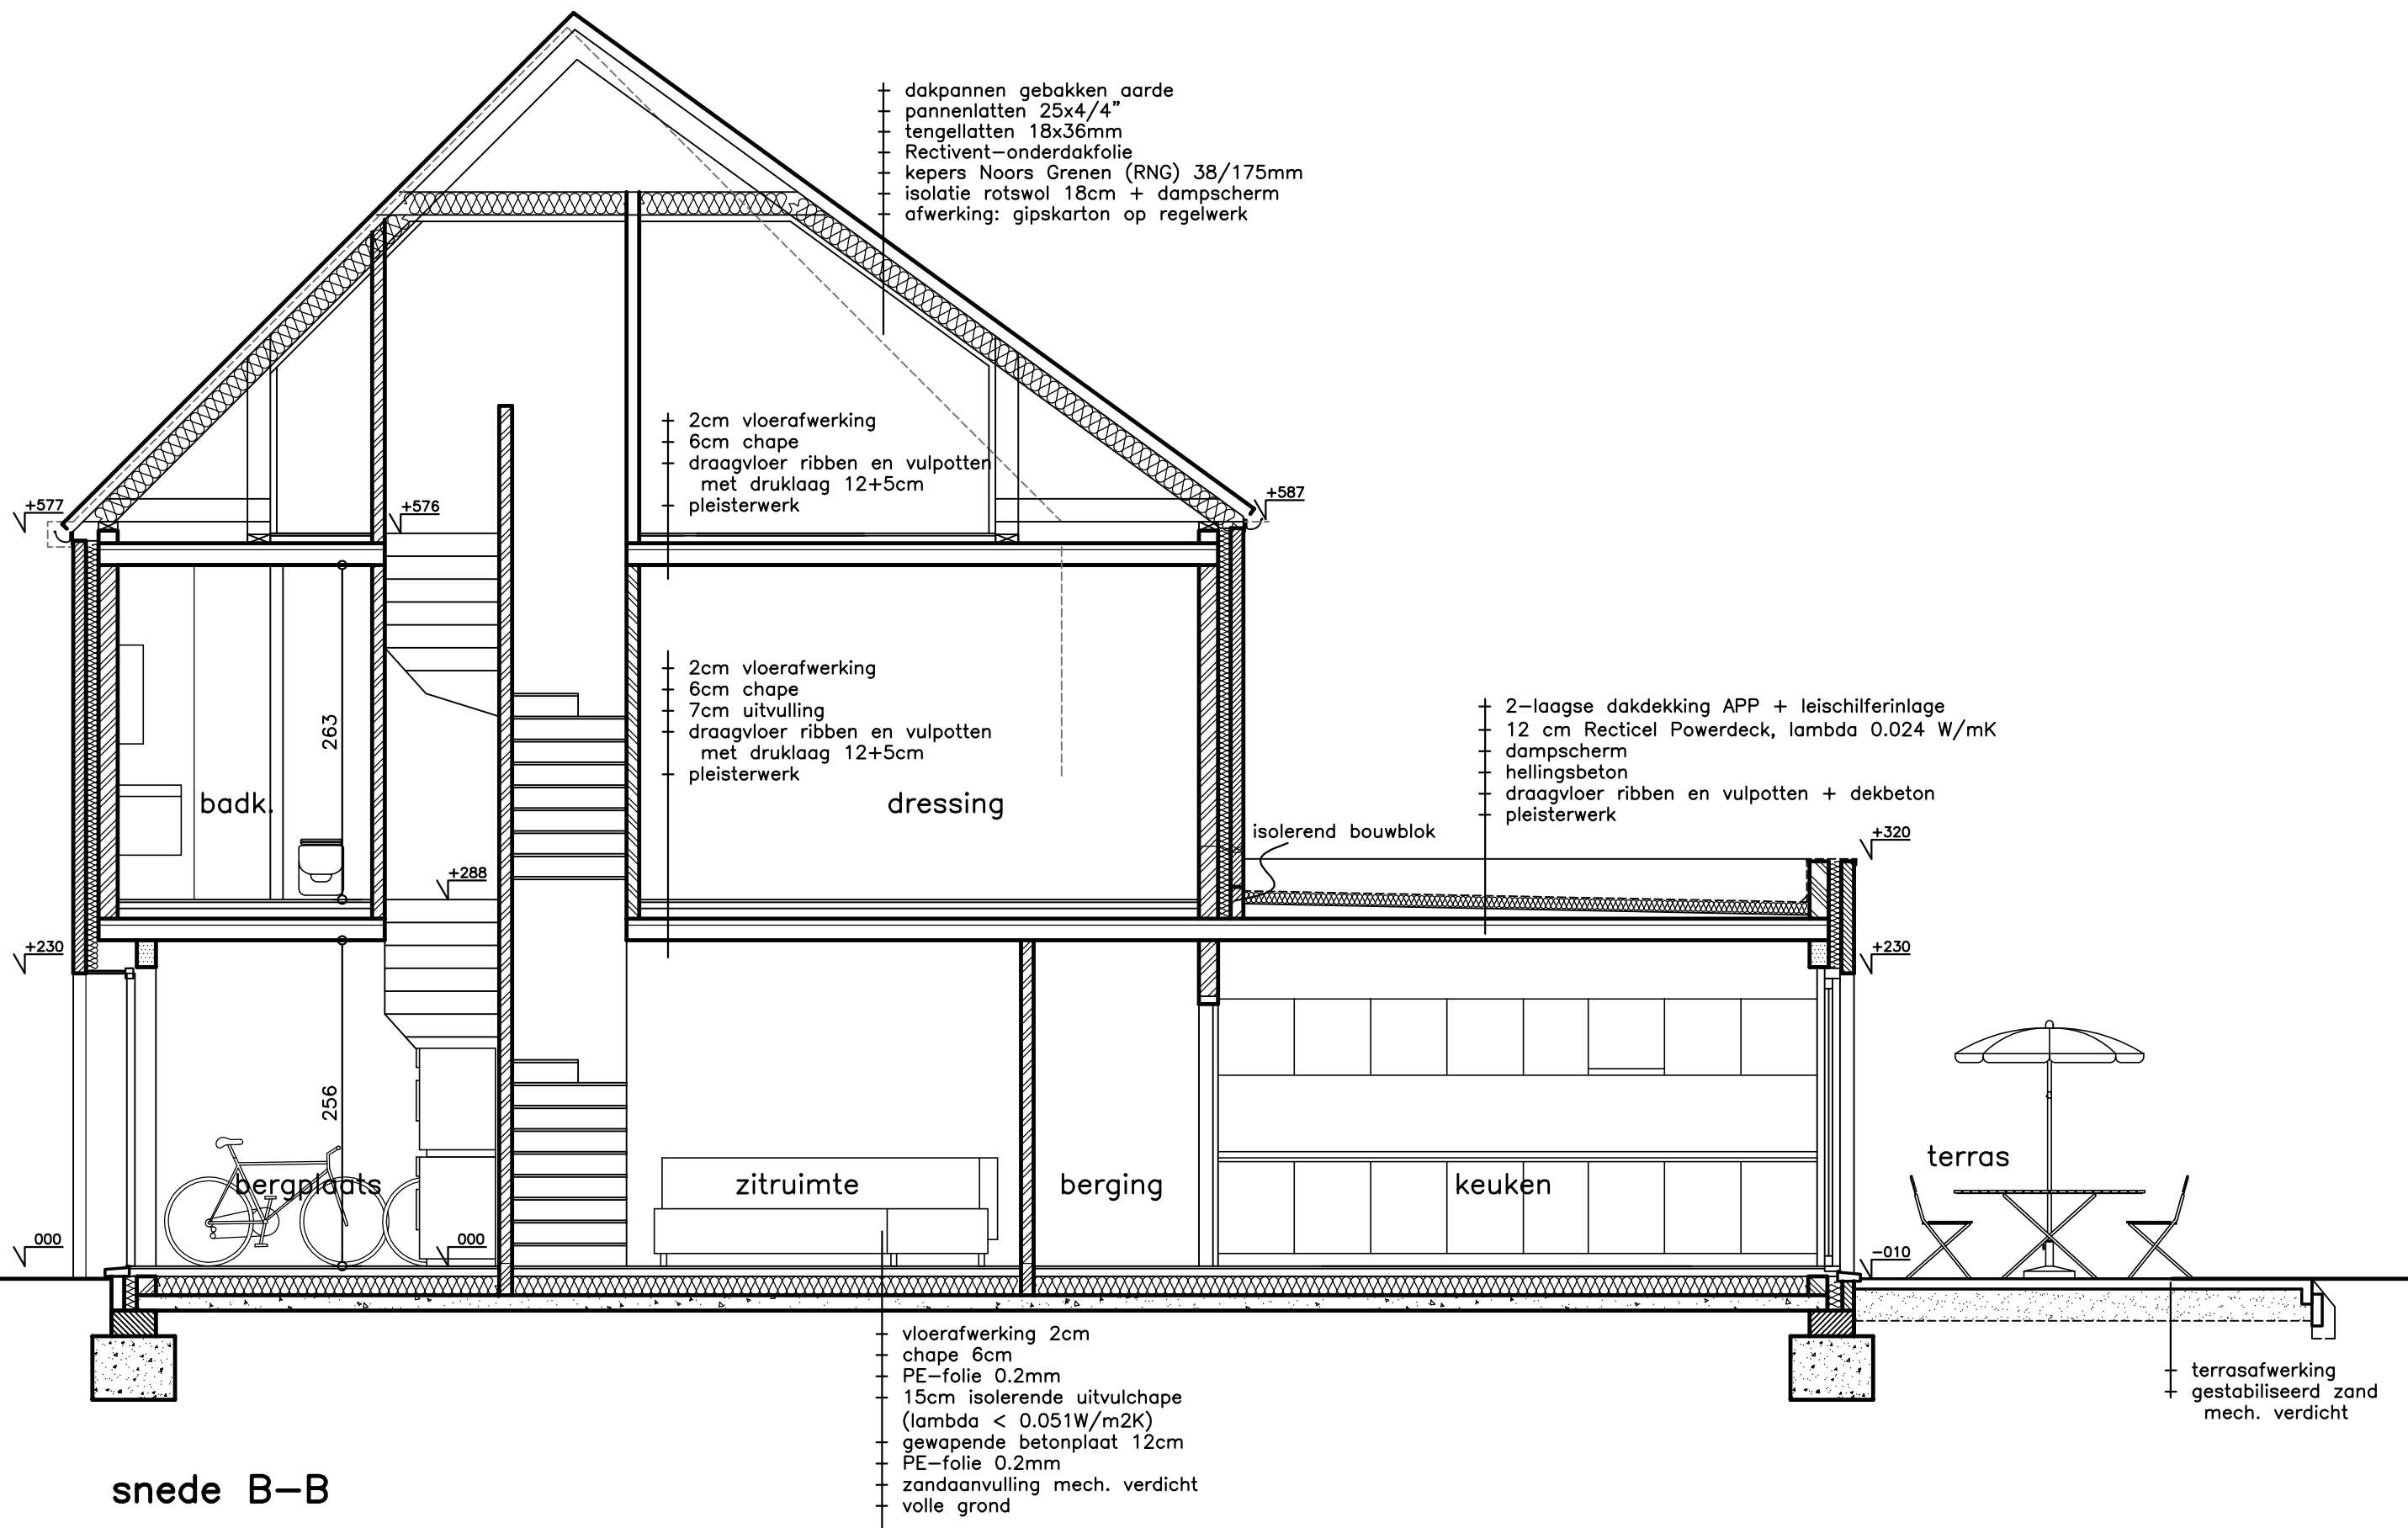 dakpannen gebakken aarde
pannenlatten 25x4/4"
tengellatten 18x36mm
Rectivent-onderdakfolie
kepers Noors Grenen (RNG) 38/175mm
isolatie rotswol 18cm + dampscherm
afwerking: gipskarton op regelwerk
2cm vloerafwerking
6cm chape
draagvloer ribben en vulpotten
met druklaag 12+5cm
pleisterwerk
+577
+576
+587
2cm vloerafwerking
6cm chape
7cm uitvulling
draagvloer ribben en vulpotten
met druklaag 12+5cm
pleisterwerk
263
badk.
dressing
2-laagse dakdekking APP + leischilferinlage
12 cm Recticel Powerdeck, lambda 0.024 W/mK
dampscherm
hellingsbeton
draagvloer ribben en vulpotten + dekbeton
pleisterwerk
isolerend bouwblok
+320
+288
+230
+230
256
bergplaats
zitruimte
berging
keuken
terras
000
000
-010
vloerafwerking 2cm
chape 6cm
PE-folie 0.2mm
15cm isolerende uitvulchape
(lambda < 0.051W/m2K)
gewapende betonplaat 12cm
PE-folie 0.2mm
zandaanvulling mech. verdicht
volle grond
terrasafwerking
gestabiliseerd zand
mech. verdicht
snede B-B